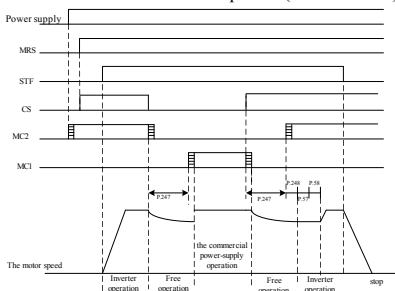 Power supply
MRS
STF
CS
MC2
MC1
P.247
P.247
P.248
P.57
P.58
the commercial
power-supply
operation
The motor speed
Inverter
operation
Free
operation
Free
operation
Inverter
operation
stop